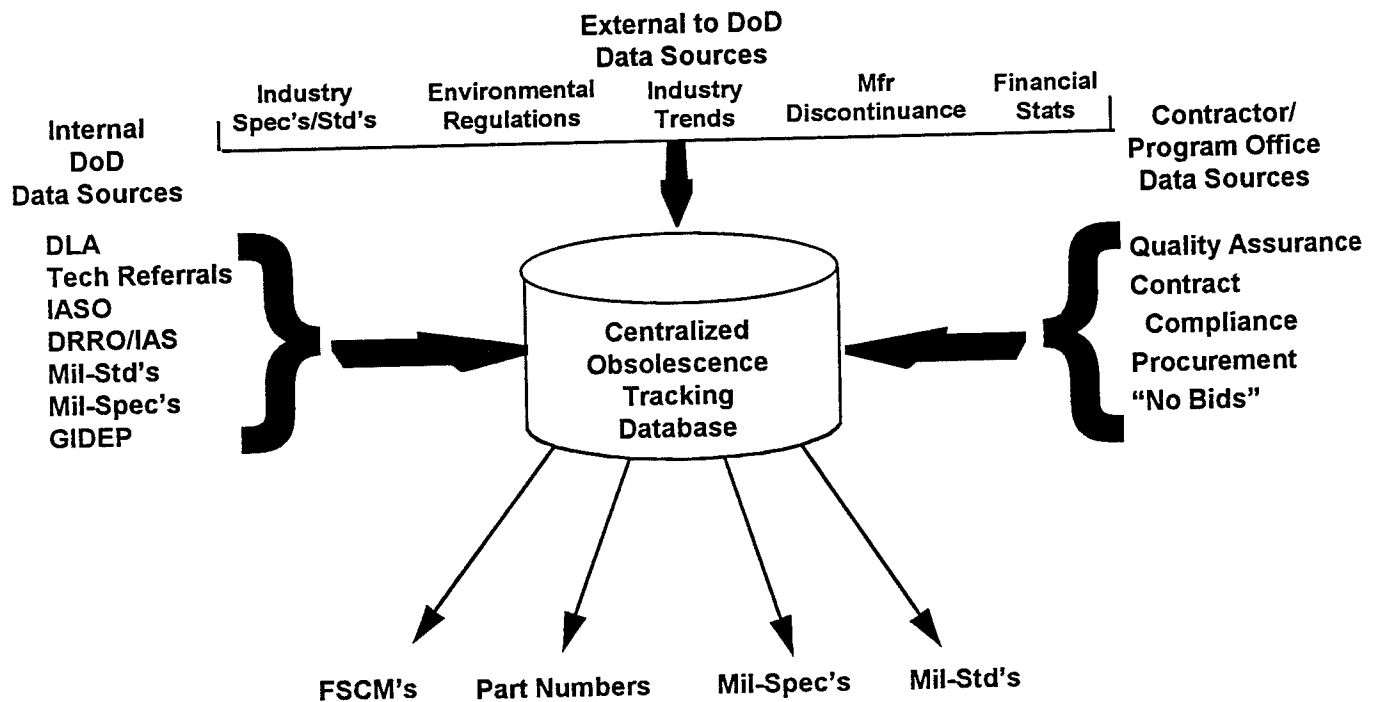 External to DoD
Data Sources
Industry
Spec's/Std's
Environmental
Regulations
Industry
Trends
Mfr
Discontinuance
Financial
Stats
Internal
DoD
Data Sources
DLA
Tech Referrals
IASO
DRRO/IAS
Mil-Std's
Mil-Spec's
GIDEP
Contractor/
Program Office
Data Sources
Quality Assurance
Contract
Compliance
Procurement
“No Bids”
Centralized
Obsolescence
Tracking
Database
FSCM's
Part Numbers
Mil-Spec's
Mil-Std's